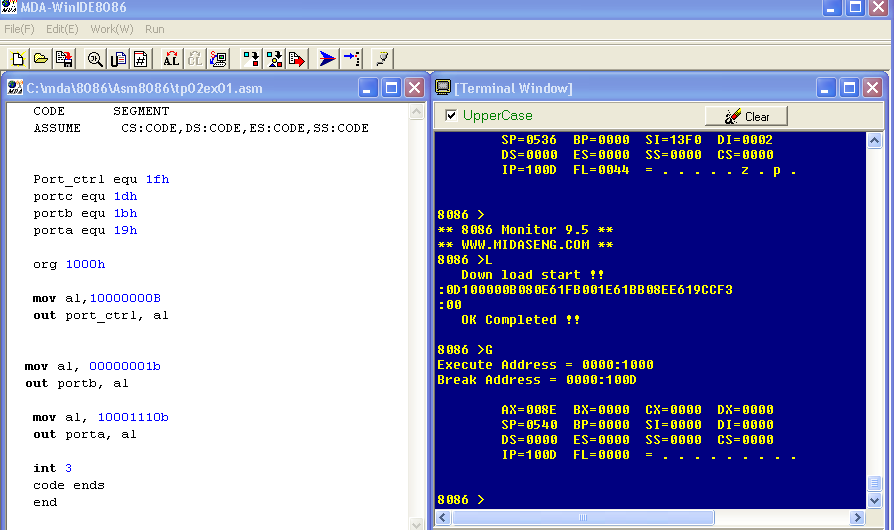 MDA-WinIDE8086
File(F) Edit(E) Work(W) Run
C:\mda\8086\Asm8086\tp02ex01.asm
CODE SEGMENT
ASSUME CS:CODE,DS:CODE,ES:CODE,SS:CODE
Port_ctrl equ 1fh
portc equ 1dh
portb equ 1bh
porta equ 19h
org 1000h
mov al,10000000B
out port_ctrl, al
mov al, 00000001b
out portb, al
mov al, 10001110b
out porta, al
int 3
code ends
end
[Terminal Window]
UpperCase Clear
SP=0536 BP=0000 SI=13F0 DI=0002
DS=0000 ES=0000 SS=0000 CS=0000
IP=100D FL=0044 = . . . . . z . p .
8086 >
** 8086 Monitor 9.5 **
** WWW.MIDASENG.COM **
8086 >L
Down load start !!
:0D100000B080E61FB001E61BB08EE619CCF3
:00
OK Completed !!
8086 >G
Execute Address = 0000:1000
Break Address = 0000:100D
AX=008E BX=0000 CX=0000 DX=0000
SP=0540 BP=0000 SI=0000 DI=0000
DS=0000 ES=0000 SS=0000 CS=0000
IP=100D FL=0000 = . . . . . . . . .
8086 >